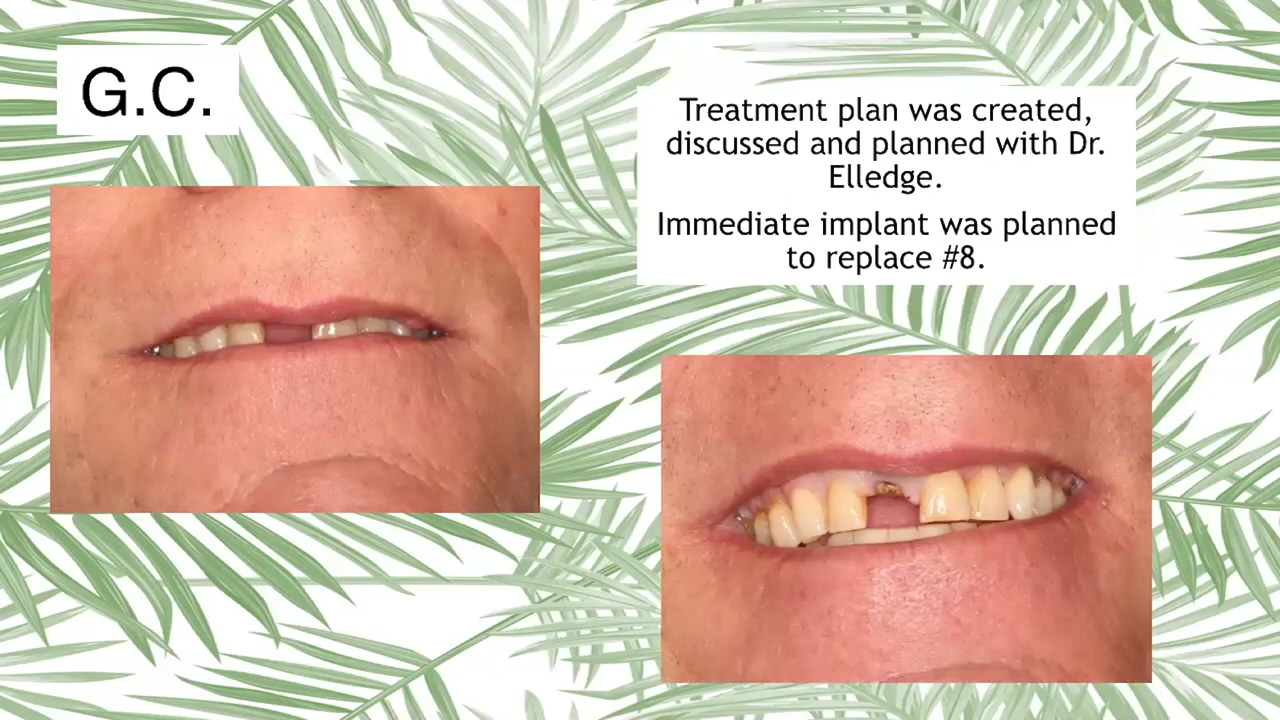 G.C.
Treatment plan was created,
discussed and planned with Dr.
Elledge.
Immediate implant was planned
to replace #8.